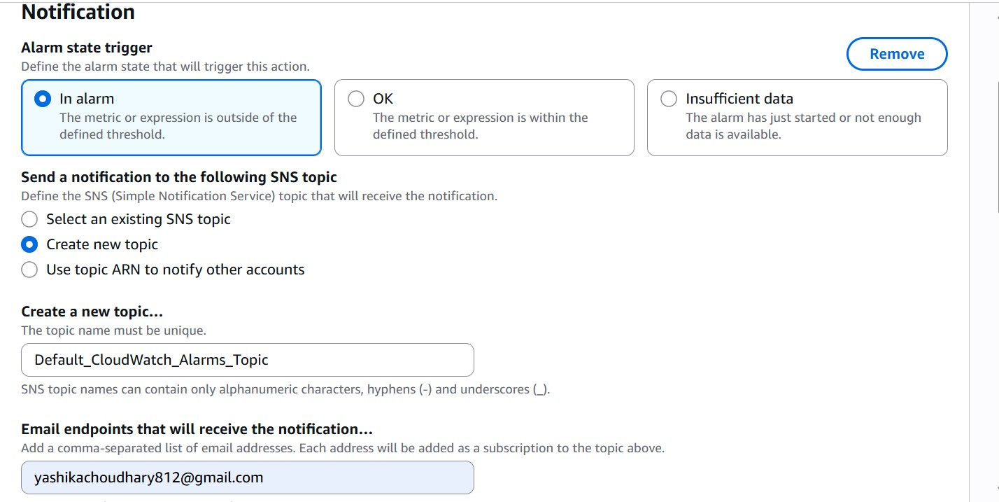 Notification
Alarm state trigger
Define the alarm state that will trigger this action.
Remove
In alarm
The metric or expression is outside of the
defined threshold.
OK
The metric or expression is within the
defined threshold.
Insufficient data
The alarm has just started or not enough
data is available.
Send a notification to the following SNS topic
Define the SNS (Simple Notification Service) topic that will receive the notification.
Select an existing SNS topic
Create new topic
Use topic ARN to notify other accounts
Create a new topic…
The topic name must be unique.
Default_CloudWatch_Alarms_Topic
SNS topic names can contain only alphanumeric characters, hyphens (-) and underscores (_).
Email endpoints that will receive the notification…
Add a comma-separated list of email addresses. Each address will be added as a subscription to the topic above.
yashikachoudhary812@gmail.com